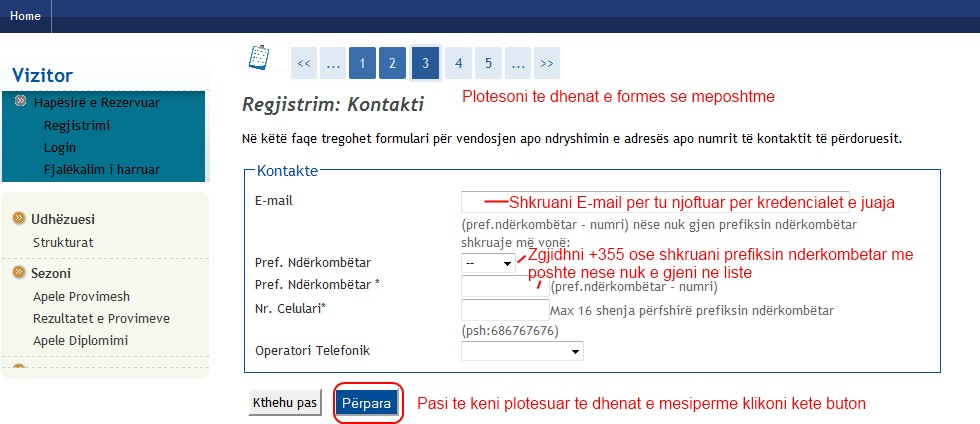 Home
<< ... 1 2 3 4 5 ... >>
Vizitor
Hapësirë e Rezervuar
Regjistrimi
Login
Fjalëkalim i harruar
Udhëzuesi
Strukturat
Sezoni
Apele Provimesh
Rezultatet e Provimeve
Apele Diplomimi
Regjistrim: Kontakti
Plotesoni te dhenat e formes se meposhtme
Në këtë faqe tregohet formulari për vendosjen apo ndryshimin e adresës apo numrit të kontaktit të përdoruesit.
Kontakte
E-mail
Shkruani E-mail per tu njoftuar per kredencialet e juaja
(pref.ndërkombëtar - numri) nëse nuk gjen prefiksin ndërkombëtar
shkruaje më vonë:
Pref. Ndërkombëtar
--
Zgjidhni +355 ose shkruani prefiksin nderkombetar me
poshte nese nuk e gjeni ne liste
Pref. Ndërkombëtar *
(pref.ndërkombëtar - numri)
Nr. Celulari*
Max 16 shenja përfshirë prefiksin ndërkombëtar
(psh:686767676)
Operatori Telefonik
Kthehu pas
Përpara
Pasi te keni plotesuar te dhenat e mesiperme klikoni kete buton